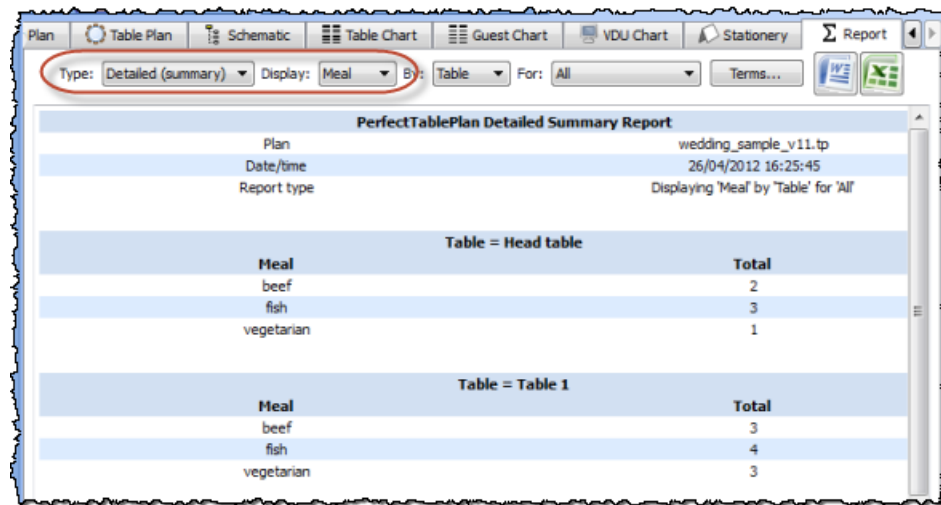 Plan Table Plan Schematic Table Chart Guest Chart VDU Chart Stationery Σ Report
Type: Detailed (summary) Display: Meal By: Table For: All Terms...
PerfectTablePlan Detailed Summary Report
Plan wedding_sample_v11.tp
Date/time 26/04/2012 16:25:45
Report type Displaying 'Meal' by 'Table' for 'All'
Table = Head table
Meal Total
beef 2
fish 3
vegetarian 1
Table = Table 1
Meal Total
beef 3
fish 4
vegetarian 3